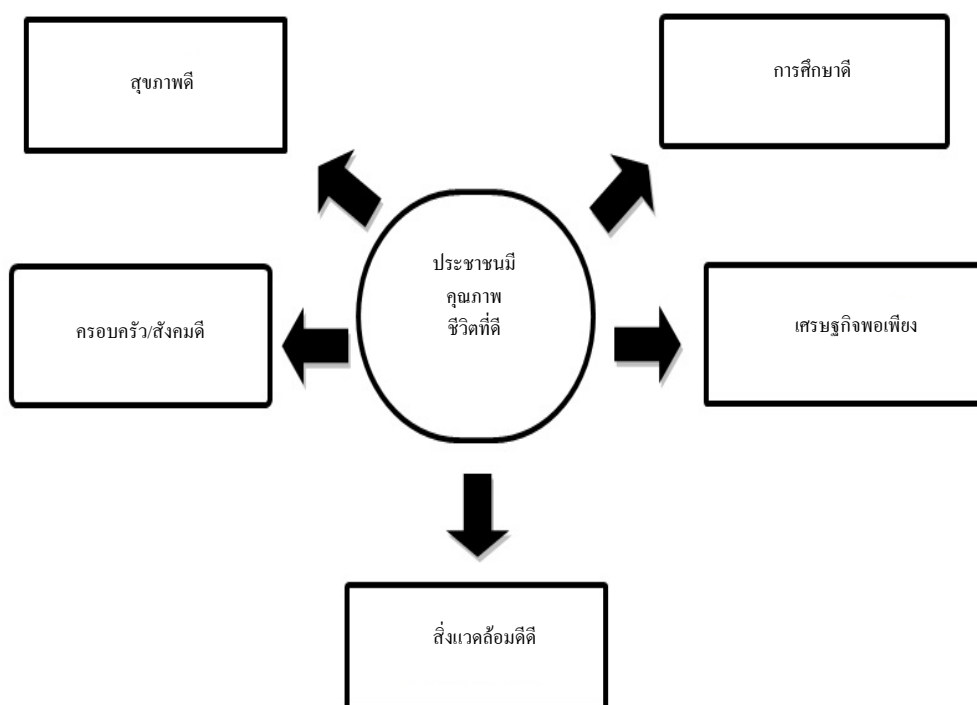 สุขภาพดี
การศึกษาดี
ประชาชนมี
คุณภาพ
ชีวิตที่ดี
ครอบครัว/สังคมดี
เศรษฐกิจพอเพียง
สิ่งแวดล้อมดีดี